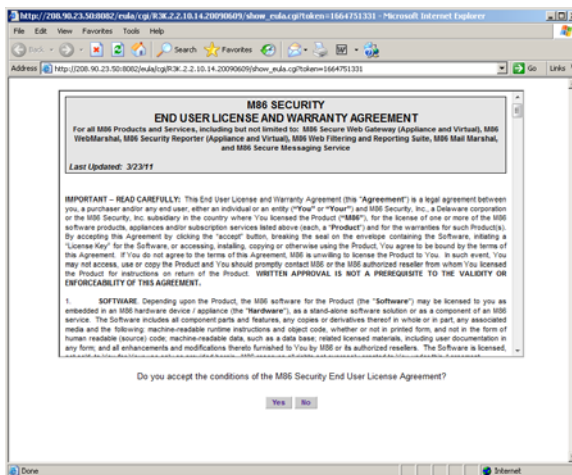 http://208.90.23.50:8082/eula/cgi/R3K.2.2.10.14.20090609/show_eula.cgi?token=1664751331 - Microsoft Internet Explorer
File Edit View Favorites Tools Help
Back Search Favorites
Address http://208.90.23.50:8082/eula/cgi/R3K.2.2.10.14.20090609/show_eula.cgi?token=1664751331 Go Links
M86 SECURITY
END USER LICENSE AND WARRANTY AGREEMENT
For all M86 Products and Services, including but not limited to: M86 Secure Web Gateway (Appliance and Virtual), M86
WebMarshal, M86 Security Reporter (Appliance and Virtual), M86 Web Filtering and Reporting Suite, M86 Mail Marshal,
and M86 Secure Messaging Service
Last Updated: 3/23/11
IMPORTANT – READ CAREFULLY: This End User License and Warranty Agreement (this "Agreement") is a legal agreement between
you, a purchaser and/or any end user, either an individual or an entity ("You" or "Your") and M86 Security, Inc., a Delaware corporation
or the M86 Security, Inc. subsidiary in the country where You licensed the Product ("M86"), for the license of one or more of the M86
software products, appliances and/or subscription services listed above (each, a "Product") and for the warranties for such Product(s).
By accepting this Agreement by clicking the "accept" button, breaking the seal on the envelope containing the Software, initiating a
"License Key" for the Software, or accessing, installing, copying or otherwise using the Product, You agree to be bound by the terms of
this Agreement. If You do not agree to the terms of this Agreement, M86 is unwilling to license the Product to You. In such event, You
may not access, use or copy the Product and You should promptly contact M86 or the M86 authorized reseller from whom You licensed
the Product for instructions on return of the Product. WRITTEN APPROVAL IS NOT A PREREQUISITE TO THE VALIDITY OR
ENFORCEABILITY OF THIS AGREEMENT.
1. SOFTWARE. Depending upon the Product, the M86 software for the Product (the "Software") may be licensed to you as
embedded in an M86 hardware device / appliance (the "Hardware"), as a stand-alone software solution or as a component of an M86
service. The Software includes all component parts and features, any copies or derivatives thereof in whole or in part, any associated
media and the following: machine-readable runtime instructions and object code, whether or not in printed form, and not in the form of
human readable (source) code; machine-readable data, such as a data base; related licensed materials, including user documentation in
any form; and all enhancements and modifications thereto furnished to You by M86 or its authorized resellers. The Software is licensed,
Do you accept the conditions of the M86 Security End User License Agreement?
Yes No
Done Internet